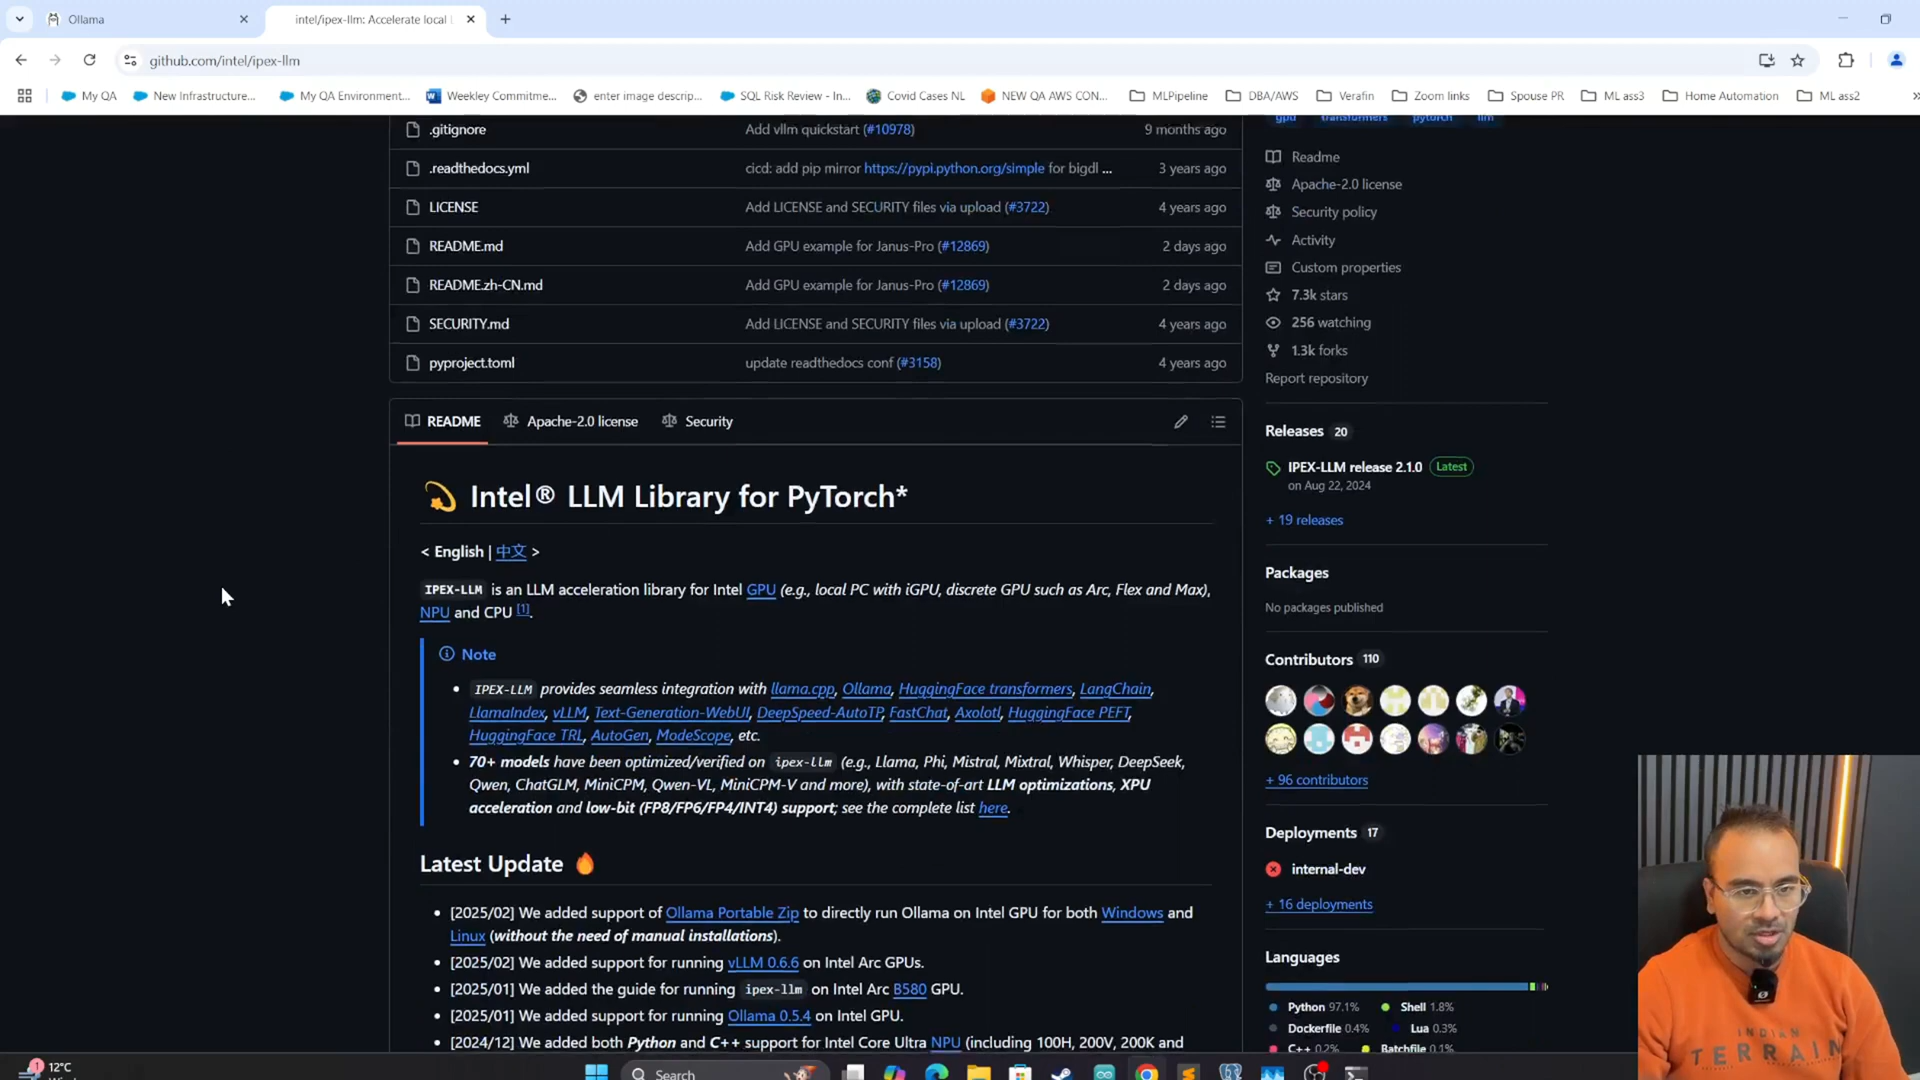 Ollama
intel/ipex-llm: Accelerate local
github.com/intel/ipex-llm
My QA
New Infrastructure...
My QA Environment...
Weekley Commitme...
enter image descrip...
SQL Risk Review - In...
Covid Cases NL
NEW QA AWS CON...
MLPipeline
DBA/AWS
Verafin
Zoom links
Spouse PR
ML ass3
Home Automation
ML ass2
.gitignore Add vllm quickstart (#10978) 9 months ago
.readthedocs.yml cicd: add pip mirror https://pypi.python.org/simple for bigdl ... 3 years ago
LICENSE Add LICENSE and SECURITY files via upload (#3722) 4 years ago
README.md Add GPU example for Janus-Pro (#12869) 2 days ago
README.zh-CN.md Add GPU example for Janus-Pro (#12869) 2 days ago
SECURITY.md Add LICENSE and SECURITY files via upload (#3722) 4 years ago
pyproject.toml update readthedocs conf (#3158) 4 years ago
README Apache-2.0 license Security
Intel® LLM Library for PyTorch*
< English | 中文 >
IPEX-LLM is an LLM acceleration library for Intel GPU (e.g., local PC with iGPU, discrete GPU such as Arc, Flex and Max),
NPU and CPU [1].
Note
• IPEX-LLM provides seamless integration with llama.cpp, Ollama, HuggingFace transformers, LangChain,
LlamaIndex, vLLM, Text-Generation-WebUI, DeepSpeed-AutoTP, FastChat, Axolotl, HuggingFace PEFT,
HuggingFace TRL, AutoGen, ModeScope, etc.
• 70+ models have been optimized/verified on ipex-llm (e.g., Llama, Phi, Mistral, Mixtral, Whisper, DeepSeek,
Qwen, ChatGLM, MiniCPM, Qwen-VL, MiniCPM-V and more), with state-of-art LLM optimizations, XPU
acceleration and low-bit (FP8/FP6/FP4/INT4) support; see the complete list here.
Latest Update
• [2025/02] We added support of Ollama Portable Zip to directly run Ollama on Intel GPU for both Windows and
Linux (without the need of manual installations).
• [2025/02] We added support for running vLLM 0.6.6 on Intel Arc GPUs.
• [2025/01] We added the guide for running ipex-llm on Intel Arc B580 GPU.
• [2025/01] We added support for running Ollama 0.5.4 on Intel GPU.
• [2024/12] We added both Python and C++ support for Intel Core Ultra NPU (including 100H, 200V, 200K and
gpu transformers pytorch llm
Readme
Apache-2.0 license
Security policy
Activity
Custom properties
7.3k stars
256 watching
1.3k forks
Report repository
Releases 20
IPEX-LLM release 2.1.0 Latest
on Aug 22, 2024
+ 19 releases
Packages
No packages published
Contributors 110
+ 96 contributors
Deployments 17
internal-dev
+ 16 deployments
Languages
Python 97.1% Shell 1.8%
Dockerfile 0.4% Lua 0.3%
C++ 0.2% Batchfile 0.1%
INDIAN
TERRAIN
1
12°C
Search